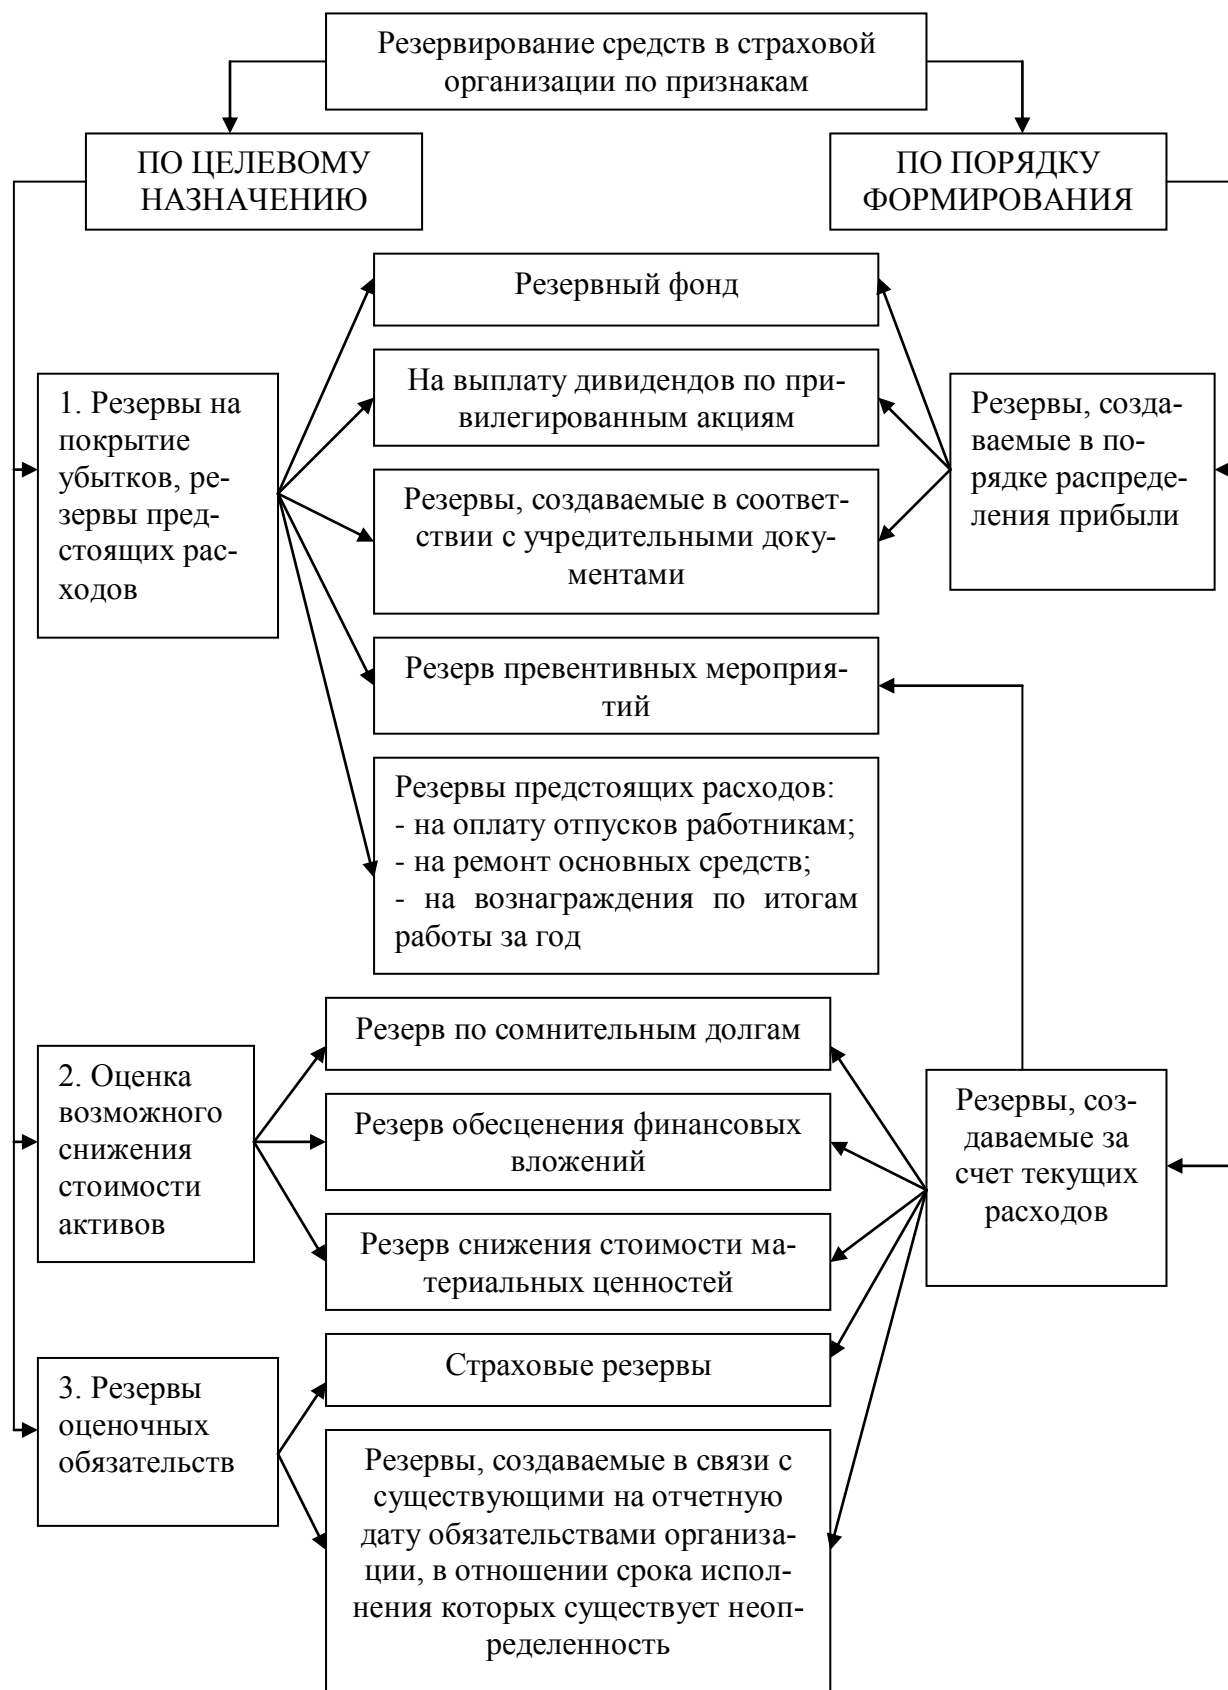 Резервирование средств в страховой
организации по признакам
ПО ЦЕЛЕВОМУ
НАЗНАЧЕНИЮ
ПО ПОРЯДКУ
ФОРМИРОВАНИЯ
Резервный фонд
На выплату дивидендов по при-
вилегированным акциям
1. Резервы на
покрытие
убытков, ре-
зервы пред-
стоящих рас-
ходов
Резервы, созда-
ваемые в по-
рядке распреде-
ления прибыли
Резервы, создаваемые в соответ-
ствии с учредительными доку-
ментами
Резерв превентивных мероприя-
тий
Резервы предстоящих расходов:
- на оплату отпусков работникам;
- на ремонт основных средств;
- на вознаграждения по итогам
работы за год
Резерв по сомнительным долгам
2. Оценка
возможного
снижения
стоимости
активов
Резерв обесценения финансовых
вложений
Резервы, соз-
даваемые за
счет текущих
расходов
Резерв снижения стоимости ма-
териальных ценностей
Страховые резервы
3. Резервы
оценочных
обязательств
Резервы, создаваемые в связи с
существующими на отчетную
дату обязательствами организа-
ции, в отношении срока испол-
нения которых существует неоп-
ределенность